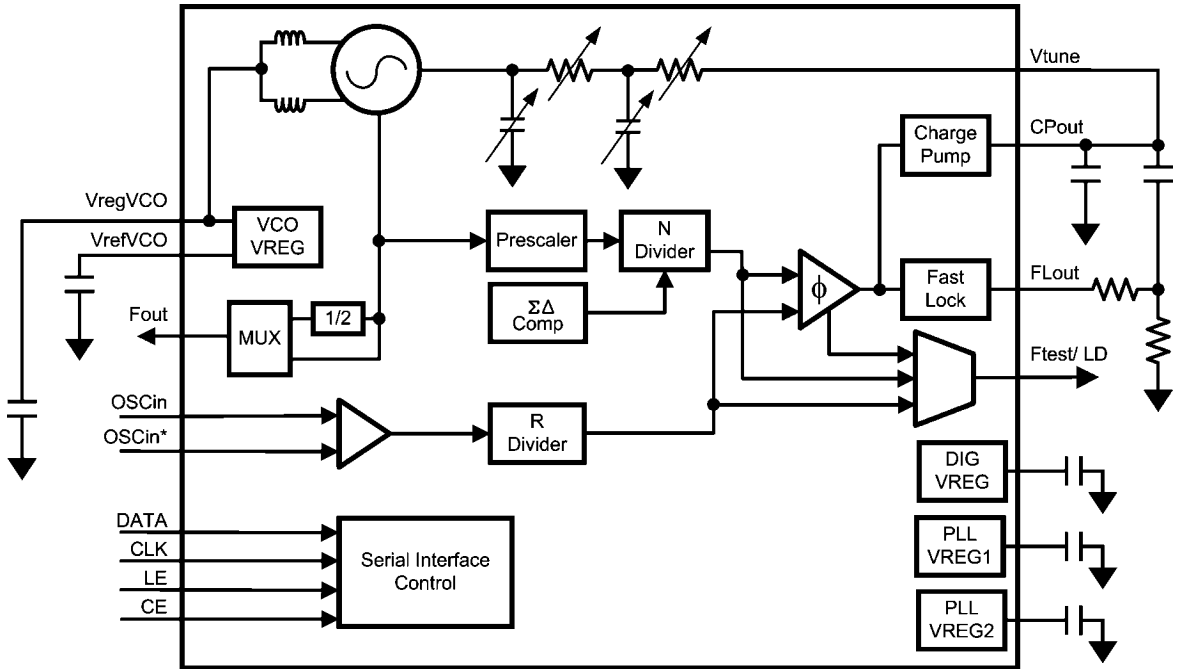 Vtune
Charge
Pump
CPout
VregVCO
VCO
VREG
VrefVCO
Prescaler
N
Divider
ΣΔ
Comp
ϕ
Fast
Lock
FLout
Fout
MUX
1/2
Ftest/ LD
OSCin
OSCin*
R
Divider
DIG
VREG
DATA
CLK
LE
CE
Serial Interface
Control
PLL
VREG1
PLL
VREG2